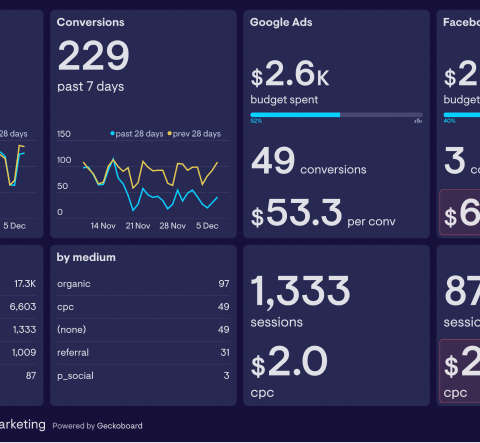 Conversions
229
past 7 days
28 days
5 Dec
past 28 days prev 28 days
150
100
50
0
14 Nov 21 Nov 28 Nov 5 Dec
Google Ads
$2.6K
budget spent
52% $5k
49 conversions
$53.3 per conv
$2
budget
40%
3
$6
17.3K
6,603
1,333
1,009
87
by medium
organic 97
cpc 49
(none) 49
referral 31
p_social 3
1,333
sessions
$2.0
cpc
87
$2
cpc
Powered by Geckoboard